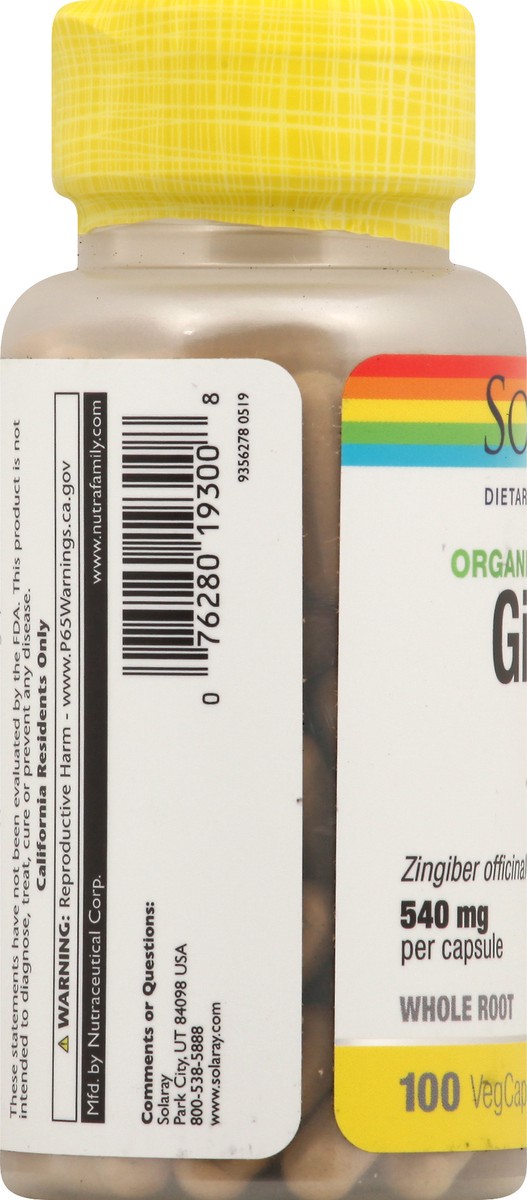 These statements have not been evaluated by the FDA. This product is not
intended to diagnose, treat, cure or prevent any disease.
California Residents Only
⚠ WARNING: Reproductive Harm - www.P65Warnings.ca.gov
Mfd. by Nutraceutical Corp. www.nutrafamily.com
0 76280 19300 8
9356278 0519
Comments or Questions:
Solaray
Park City, UT 84098 USA
800-538-5888
www.solaray.com
SO
DIETAR
ORGANI
Gi
Zingiber officinal
540 mg
per capsule
WHOLE ROOT
100 VegCap